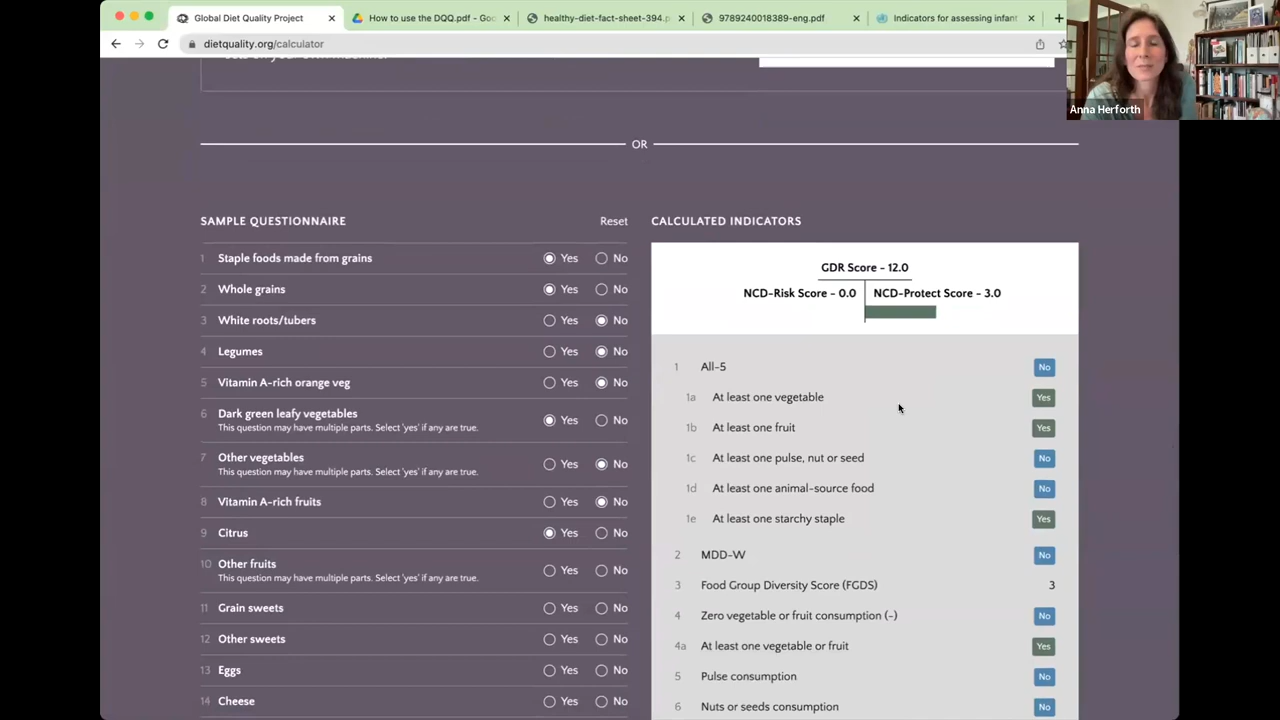 Global Diet Quality Project
How to use the DQQ.pdf - Goo
healthy-diet-fact-sheet-394.p
9789240018389-eng.pdf
Indicators for assessing infant
dietquality.org/calculator
Anna Herforth
OR
SAMPLE QUESTIONNAIRE
Reset
1 Staple foods made from grains Yes No
2 Whole grains Yes No
3 White roots/tubers Yes No
4 Legumes Yes No
5 Vitamin A-rich orange veg Yes No
6 Dark green leafy vegetables Yes No
This question may have multiple parts. Select 'yes' if any are true.
7 Other vegetables Yes No
This question may have multiple parts. Select 'yes' if any are true.
8 Vitamin A-rich fruits Yes No
9 Citrus Yes No
10 Other fruits Yes No
This question may have multiple parts. Select 'yes' if any are true.
11 Grain sweets Yes No
12 Other sweets Yes No
13 Eggs Yes No
14 Cheese Yes No
CALCULATED INDICATORS
GDR Score - 12.0
NCD-Risk Score - 0.0 NCD-Protect Score - 3.0
1 All-5 No
1a At least one vegetable Yes
1b At least one fruit Yes
1c At least one pulse, nut or seed No
1d At least one animal-source food No
1e At least one starchy staple Yes
2 MDD-W No
3 Food Group Diversity Score (FGDS) 3
4 Zero vegetable or fruit consumption (-) No
4a At least one vegetable or fruit Yes
5 Pulse consumption No
6 Nuts or seeds consumption No